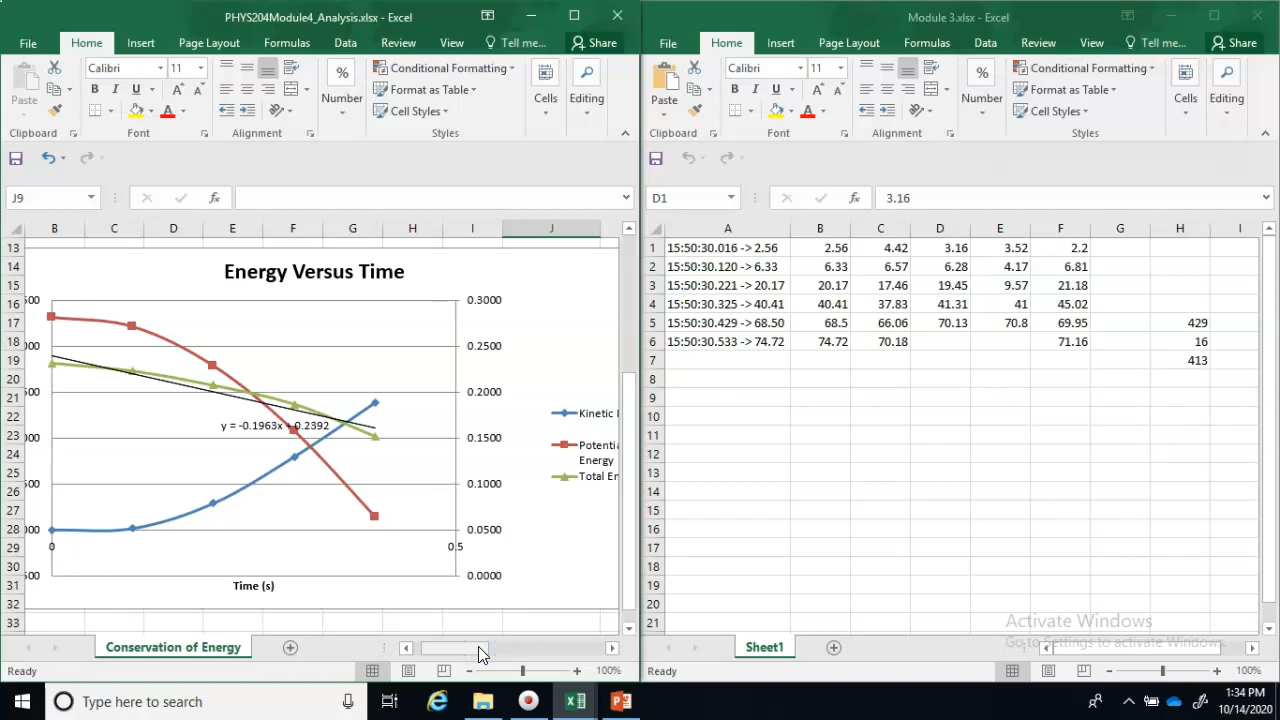 PHYS204Module4_Analysis.xlsx - Excel
File Home Insert Page Layout Formulas Data Review View Tell me... Share
Calibri 11
Paste
B I U A A
% Number
Conditional Formatting
Format as Table
Cell Styles
Cells
Editing
Clipboard Font Alignment Styles
J9 fx
B C D E F G H I J
13
14
15
16
17
18
19
20
21
22
23
24
25
26
27
28
29
30
31
32
33
Energy Versus Time
500 0.3000
000 0.2500
500 0.2000
000 0.1500
500 0.1000
000 0.0500
500 0.0000
0 0.5
y = -0.1963x + 0.2392
Time (s)
Kinetic
Potentia
Energy
Total En
Conservation of Energy
Ready 100%
Module 3.xlsx - Excel
File Home Insert Page Layout Formulas Data Review View Tell me... Share
Calibri 11
Paste
B I U A A
% Number
Conditional Formatting
Format as Table
Cell Styles
Cells
Editing
Clipboard Font Alignment Styles
D1 fx 3.16
A B C D E F G H I
1 15:50:30.016 -> 2.56 2.56 4.42 3.16 3.52 2.2
2 15:50:30.120 -> 6.33 6.33 6.57 6.28 4.17 6.81
3 15:50:30.221 -> 20.17 20.17 17.46 19.45 9.57 21.18
4 15:50:30.325 -> 40.41 40.41 37.83 41.31 41 45.02
5 15:50:30.429 -> 68.50 68.5 66.06 70.13 70.8 69.95 429
6 15:50:30.533 -> 74.72 74.72 70.18 71.16 16
7 413
8
9
10
11
12
13
14
15
16
17
18
19
20
21
Activate Windows
Go to Settings to activate Windows.
Sheet1
Ready 100%
Type here to search
1:34 PM
10/14/2020